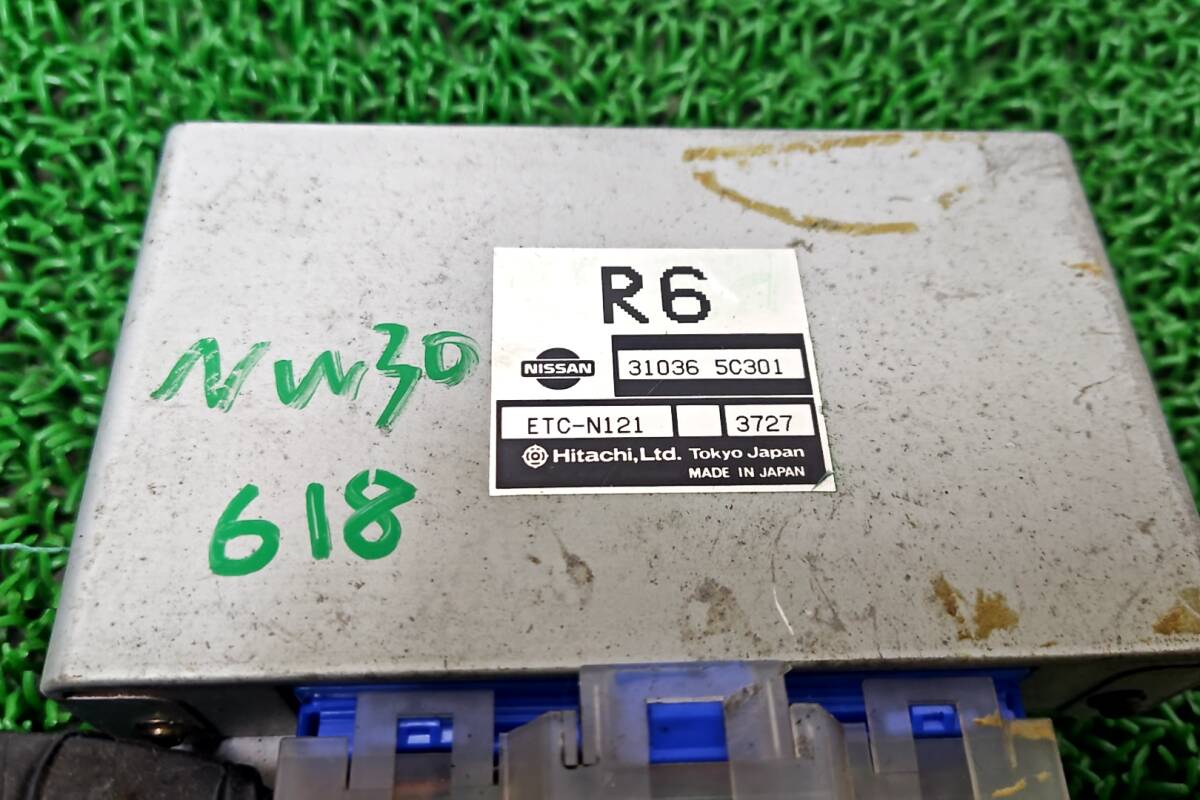 R6
NISSAN 31036 5C301
ETC-N121 3727
Hitachi,Ltd. Tokyo Japan
MADE IN JAPAN
NW30
618